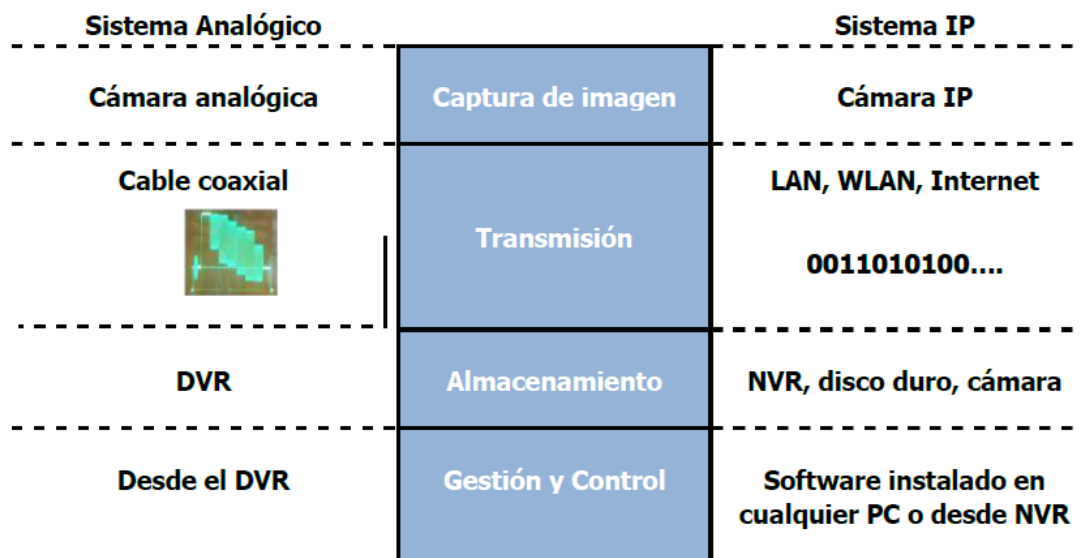 Sistema Analógico
Sistema IP
Cámara analógica
Captura de imagen
Cámara IP
Cable coaxial
Transmisión
LAN, WLAN, Internet
0011010100....
DVR
Almacenamiento
NVR, disco duro, cámara
Desde el DVR
Gestión y Control
Software instalado en
cualquier PC o desde NVR